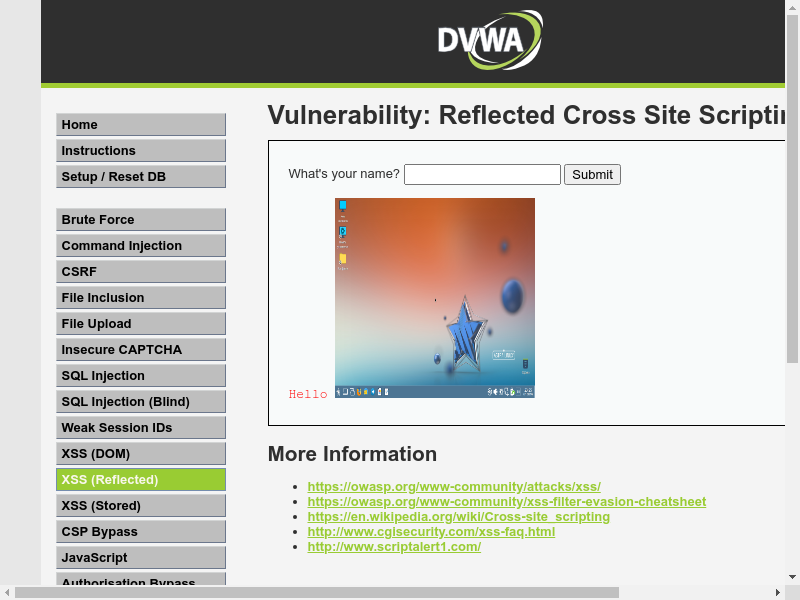 DVWA
Vulnerability: Reflected Cross Site Scriptin
Home
Instructions
Setup / Reset DB
Brute Force
Command Injection
CSRF
File Inclusion
File Upload
Insecure CAPTCHA
SQL Injection
SQL Injection (Blind)
Weak Session IDs
XSS (DOM)
XSS (Reflected)
XSS (Stored)
CSP Bypass
JavaScript
Authorisation Bypass
What's your name? Submit
Hello
More Information
https://owasp.org/www-community/attacks/xss/
https://owasp.org/www-community/xss-filter-evasion-cheatsheet
https://en.wikipedia.org/wiki/Cross-site_scripting
http://www.cgisecurity.com/xss-faq.html
http://www.scriptalert1.com/